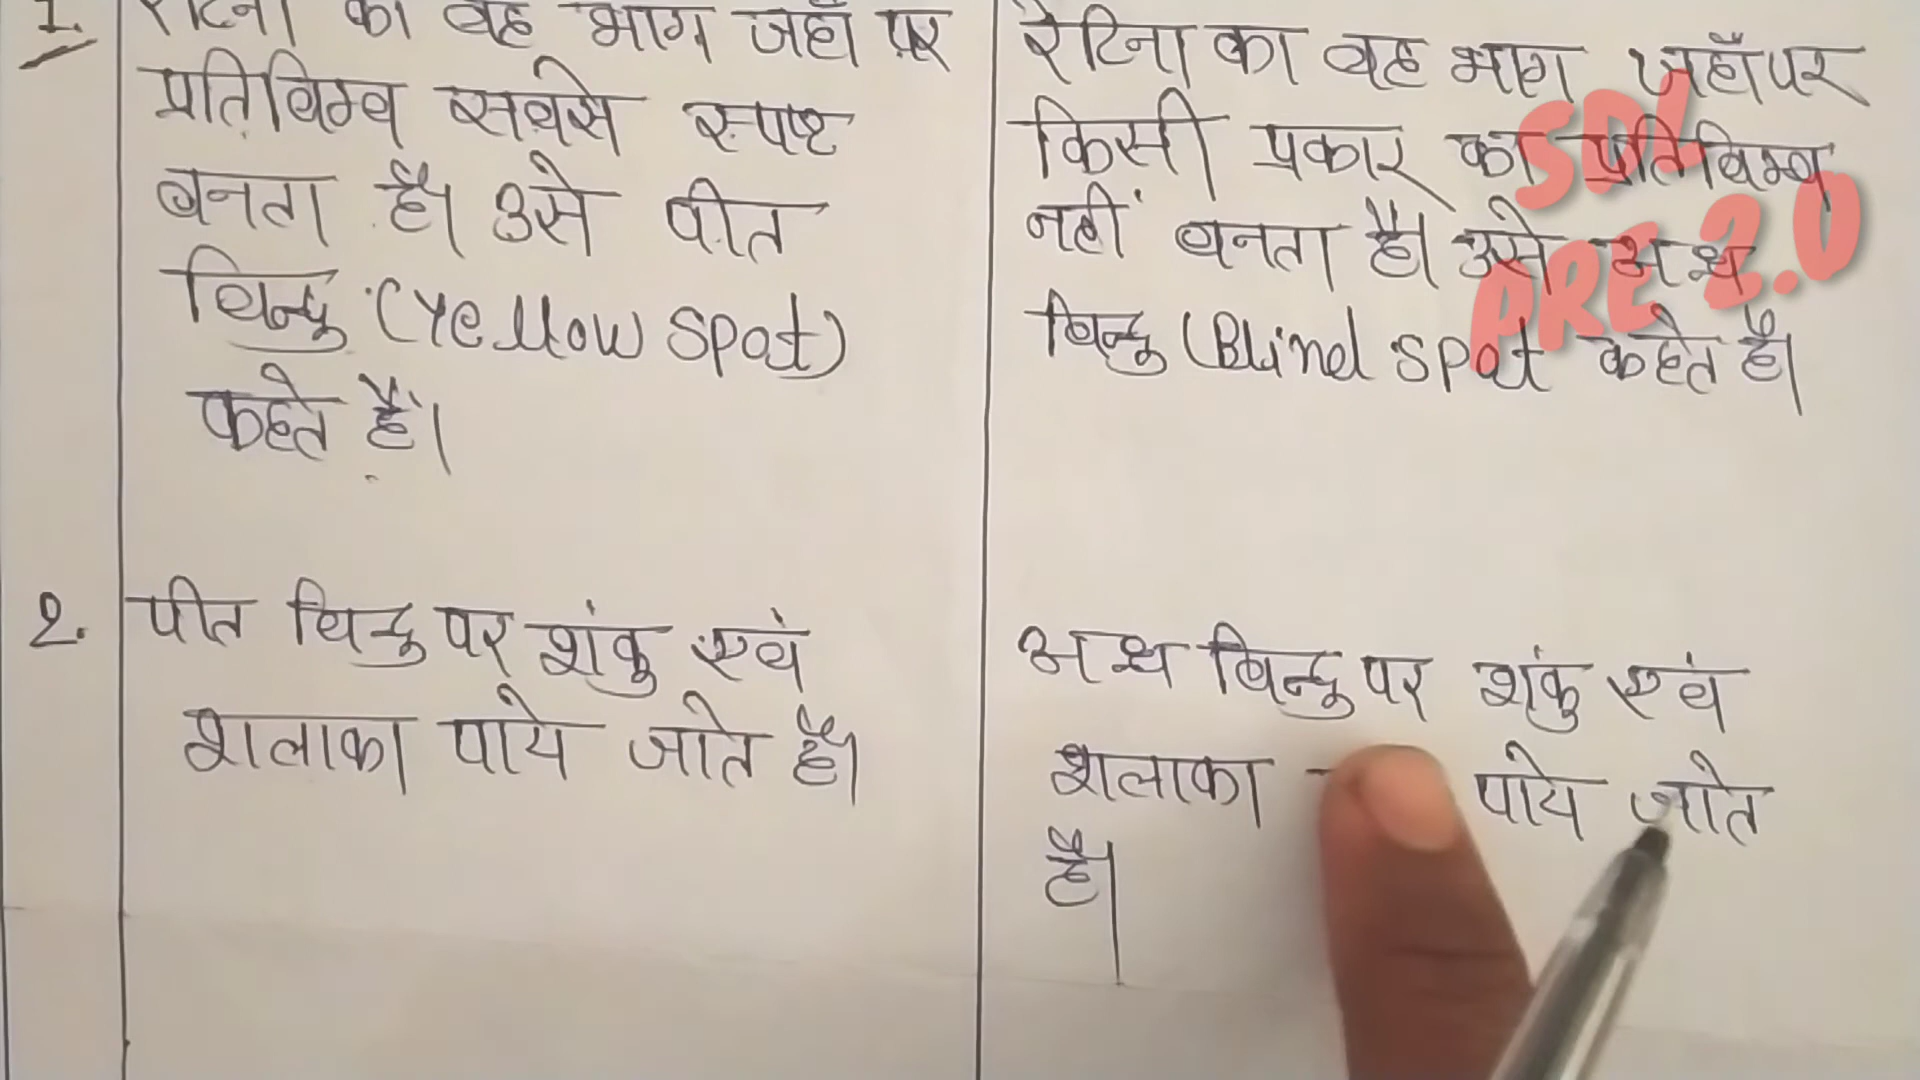 1.
रेटिना का वह भाग जहाँ पर
प्रतिबिम्ब सबसे स्पष्ट
बनता है। उसे पीत
बिन्दु (Yellow Spot)
कहते हैं।
रेटिना का वह भाग जहाँ पर
किसी प्रकार का प्रतिबिम्ब
नहीं बनता है। उसे अन्ध
बिन्दु (Blind Spot कहते है।
2.
पीत बिन्दु पर शंकु एवं
शलाका पाये जाते है।
अन्ध बिन्दु पर शंकु एवं
शलाका पाये जाते
है।
SDL
PRE 2.0